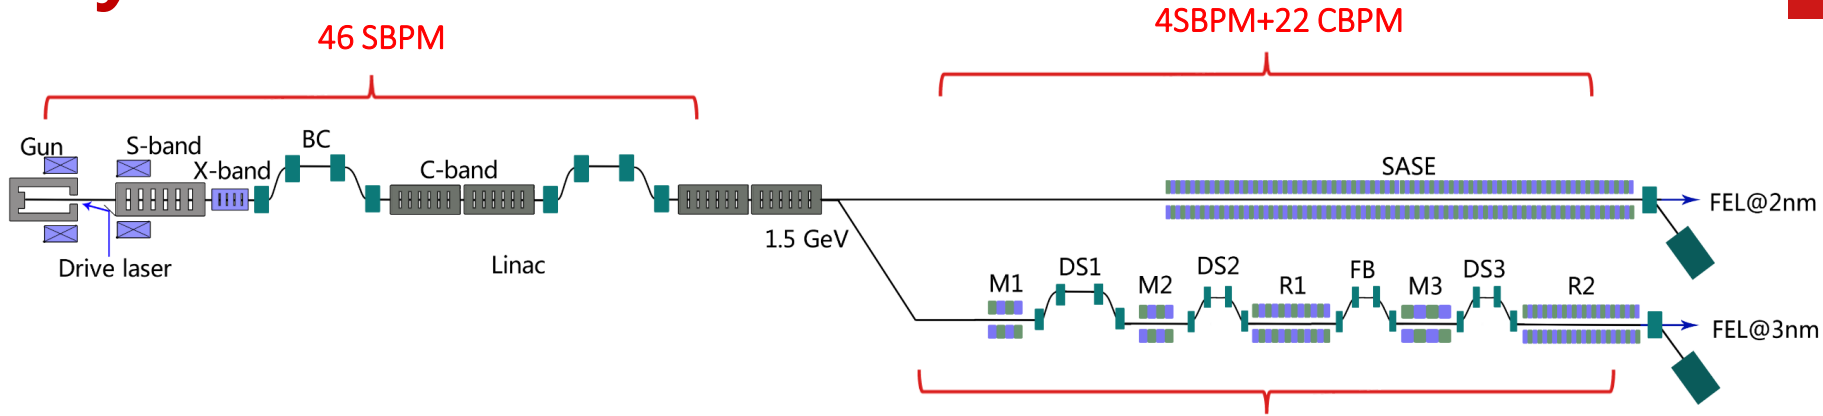 46 SBPM
4SBPM+22 CBPM
Gun
S-band
X-band
BC
C-band
SASE
FEL@2nm
1.5 GeV
Drive laser
Linac
M1
DS1
M2
DS2
R1
FB
M3
DS3
R2
FEL@3nm